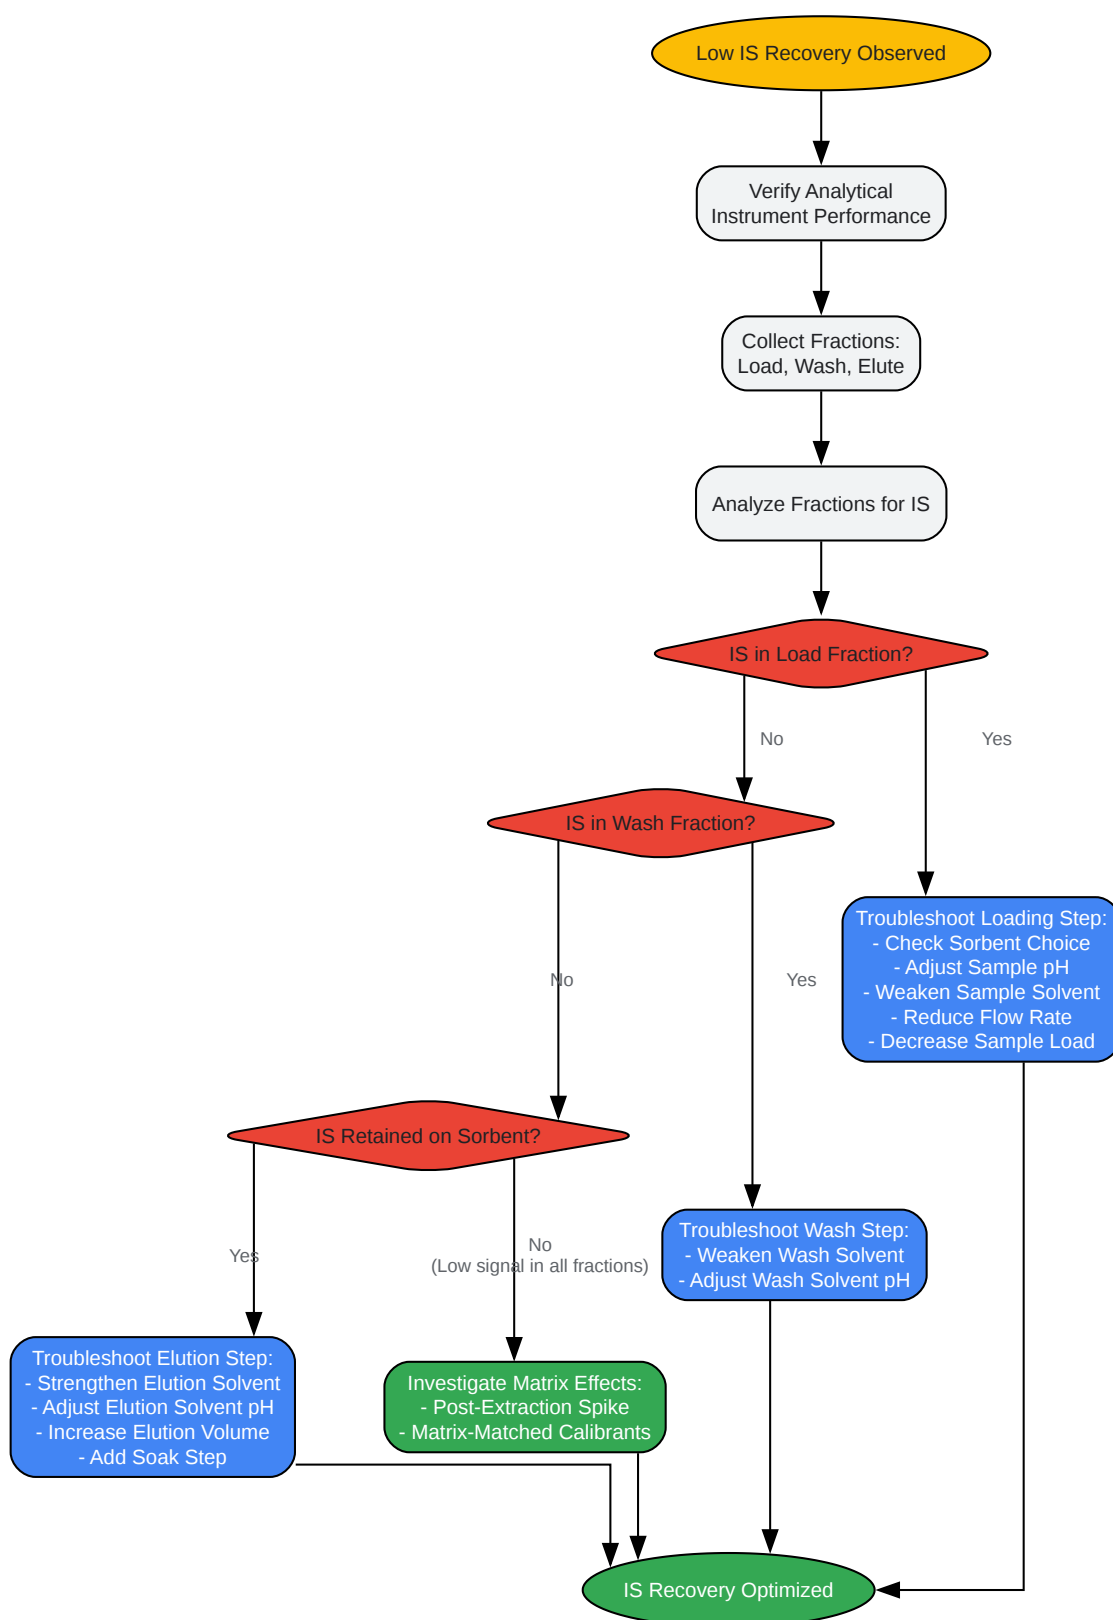 Low IS Recovery Observed
Verify Analytical
Instrument Performance
Collect Fractions:
Load, Wash, Elute
Analyze Fractions for IS
IS in Load Fraction?
No
Yes
IS in Wash Fraction?
Troubleshoot Loading Step:
- Check Sorbent Choice
- Adjust Sample pH
- Weaken Sample Solvent
- Reduce Flow Rate
- Decrease Sample Load
No
Yes
IS Retained on Sorbent?
Troubleshoot Wash Step:
- Weaken Wash Solvent
- Adjust Wash Solvent pH
Yes
No
(Low signal in all fractions)
Troubleshoot Elution Step:
- Strengthen Elution Solvent
- Adjust Elution Solvent pH
- Increase Elution Volume
- Add Soak Step
Investigate Matrix Effects:
- Post-Extraction Spike
- Matrix-Matched Calibrants
IS Recovery Optimized